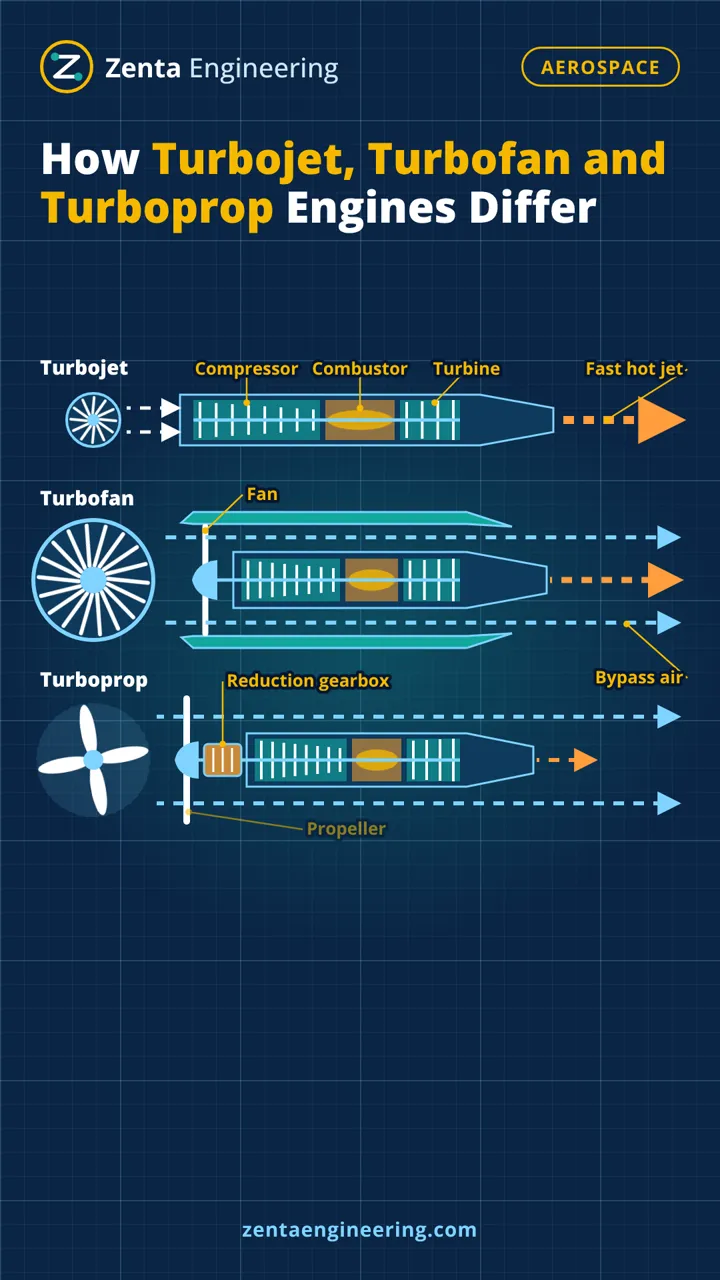 Zenta Engineering
AEROSPACE
How Turbojet, Turbofan and
Turboprop Engines Differ
Turbojet
Compressor
Combustor
Turbine
Fast hot jet
Turbofan
Fan
Bypass air
Turboprop
Reduction gearbox
Propeller
zentaengineering.com